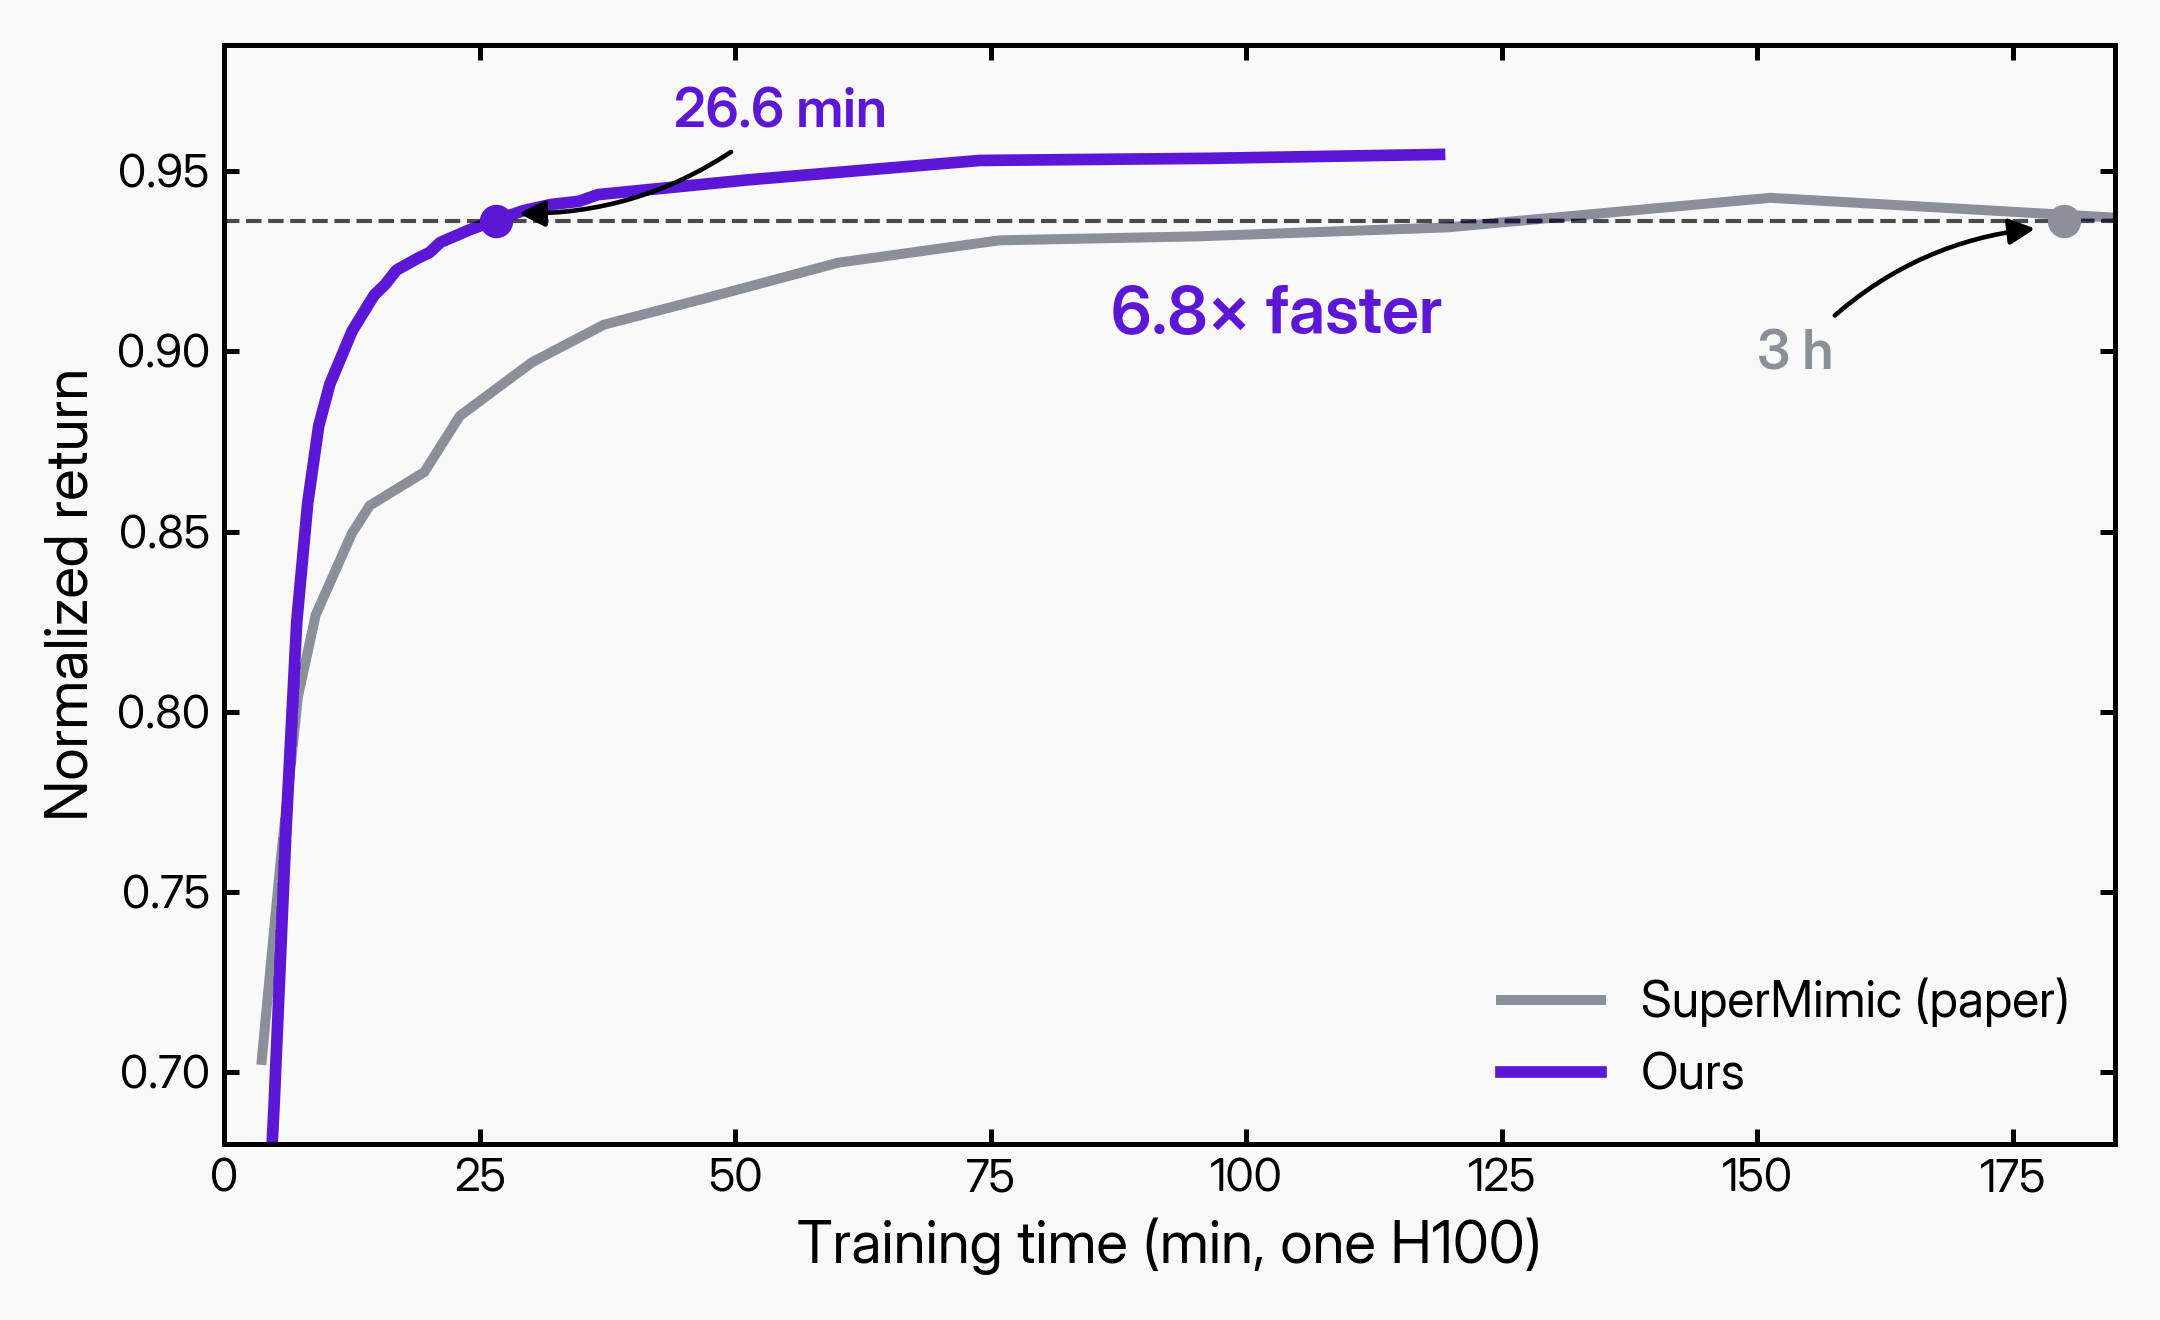 26.6 min
0.95
0.90
0.85
0.80
0.75
0.70
Normalized return
6.8× faster
3 h
SuperMimic (paper)
Ours
0 25 50 75 100 125 150 175
Training time (min, one H100)